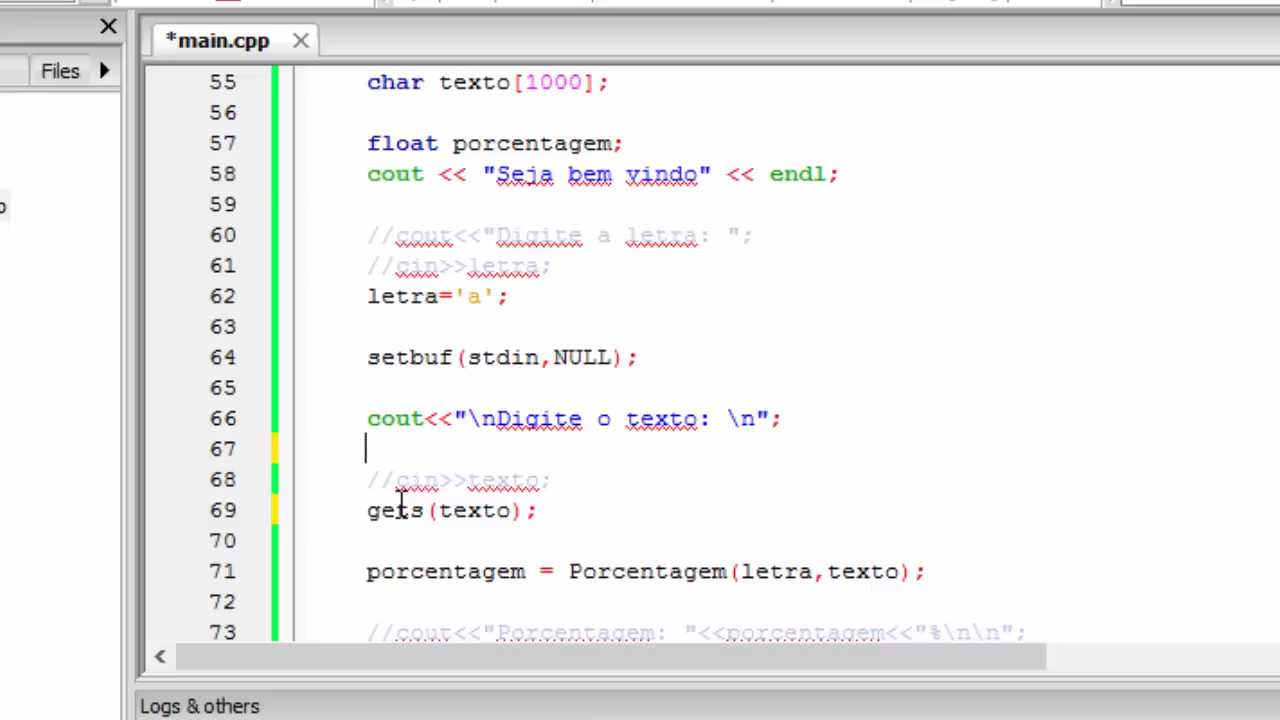 *main.cpp
Files
55 char texto[1000];
56
57 float porcentagem;
58 cout << "Seja bem vindo" << endl;
59
60 //cout<<"Digite a letra: ";
61 //cin>>letra;
62 letra='a';
63
64 setbuf(stdin,NULL);
65
66 cout<<"\nDigite o texto: \n";
67
68 //cin>>texto;
69 gets(texto);
70
71 porcentagem = Porcentagem(letra,texto);
72
73 //cout<<"Porcentagem: "<<porcentagem<<"%\n\n";
Logs & others